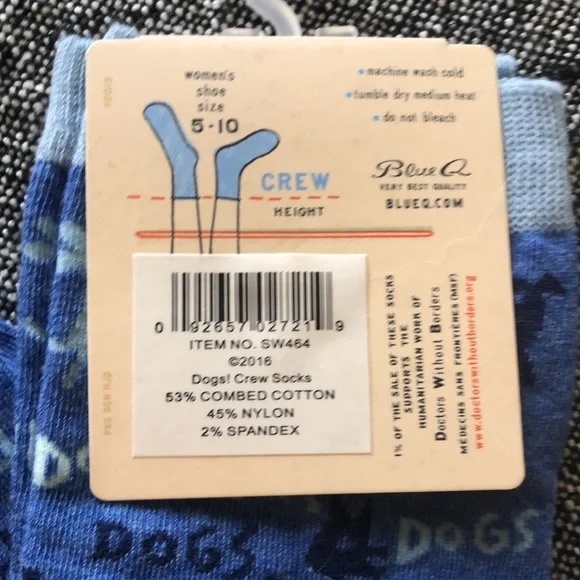 women's
shoe
size
5-10
CREW
HEIGHT
machine wash cold
tumble dry medium heat
do not bleach
Blue Q
VERY BEST QUALITY
BLUEQ.COM
0 92657 02721 9
ITEM NO. SW464
©2016
Dogs! Crew Socks
53% COMBED COTTON
45% NYLON
2% SPANDEX
1% OF THE SALE OF THESE SOCKS
SUPPORTS THE
HUMANITARIAN WORK OF
Doctors Without Borders
MÉDECINS SANS FRONTIÈRES (MSF)
www.doctorswithoutborders.org
DOGS
DOGS